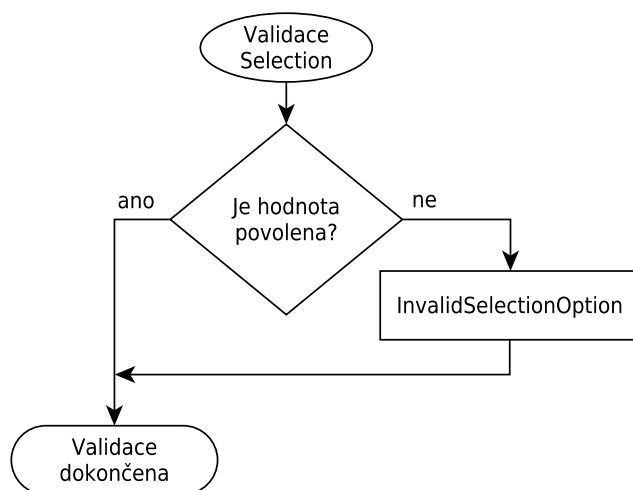 Validace
Selection
ano
ne
Je hodnota
povolena?
InvalidSelectionOption
Validace
dokončena